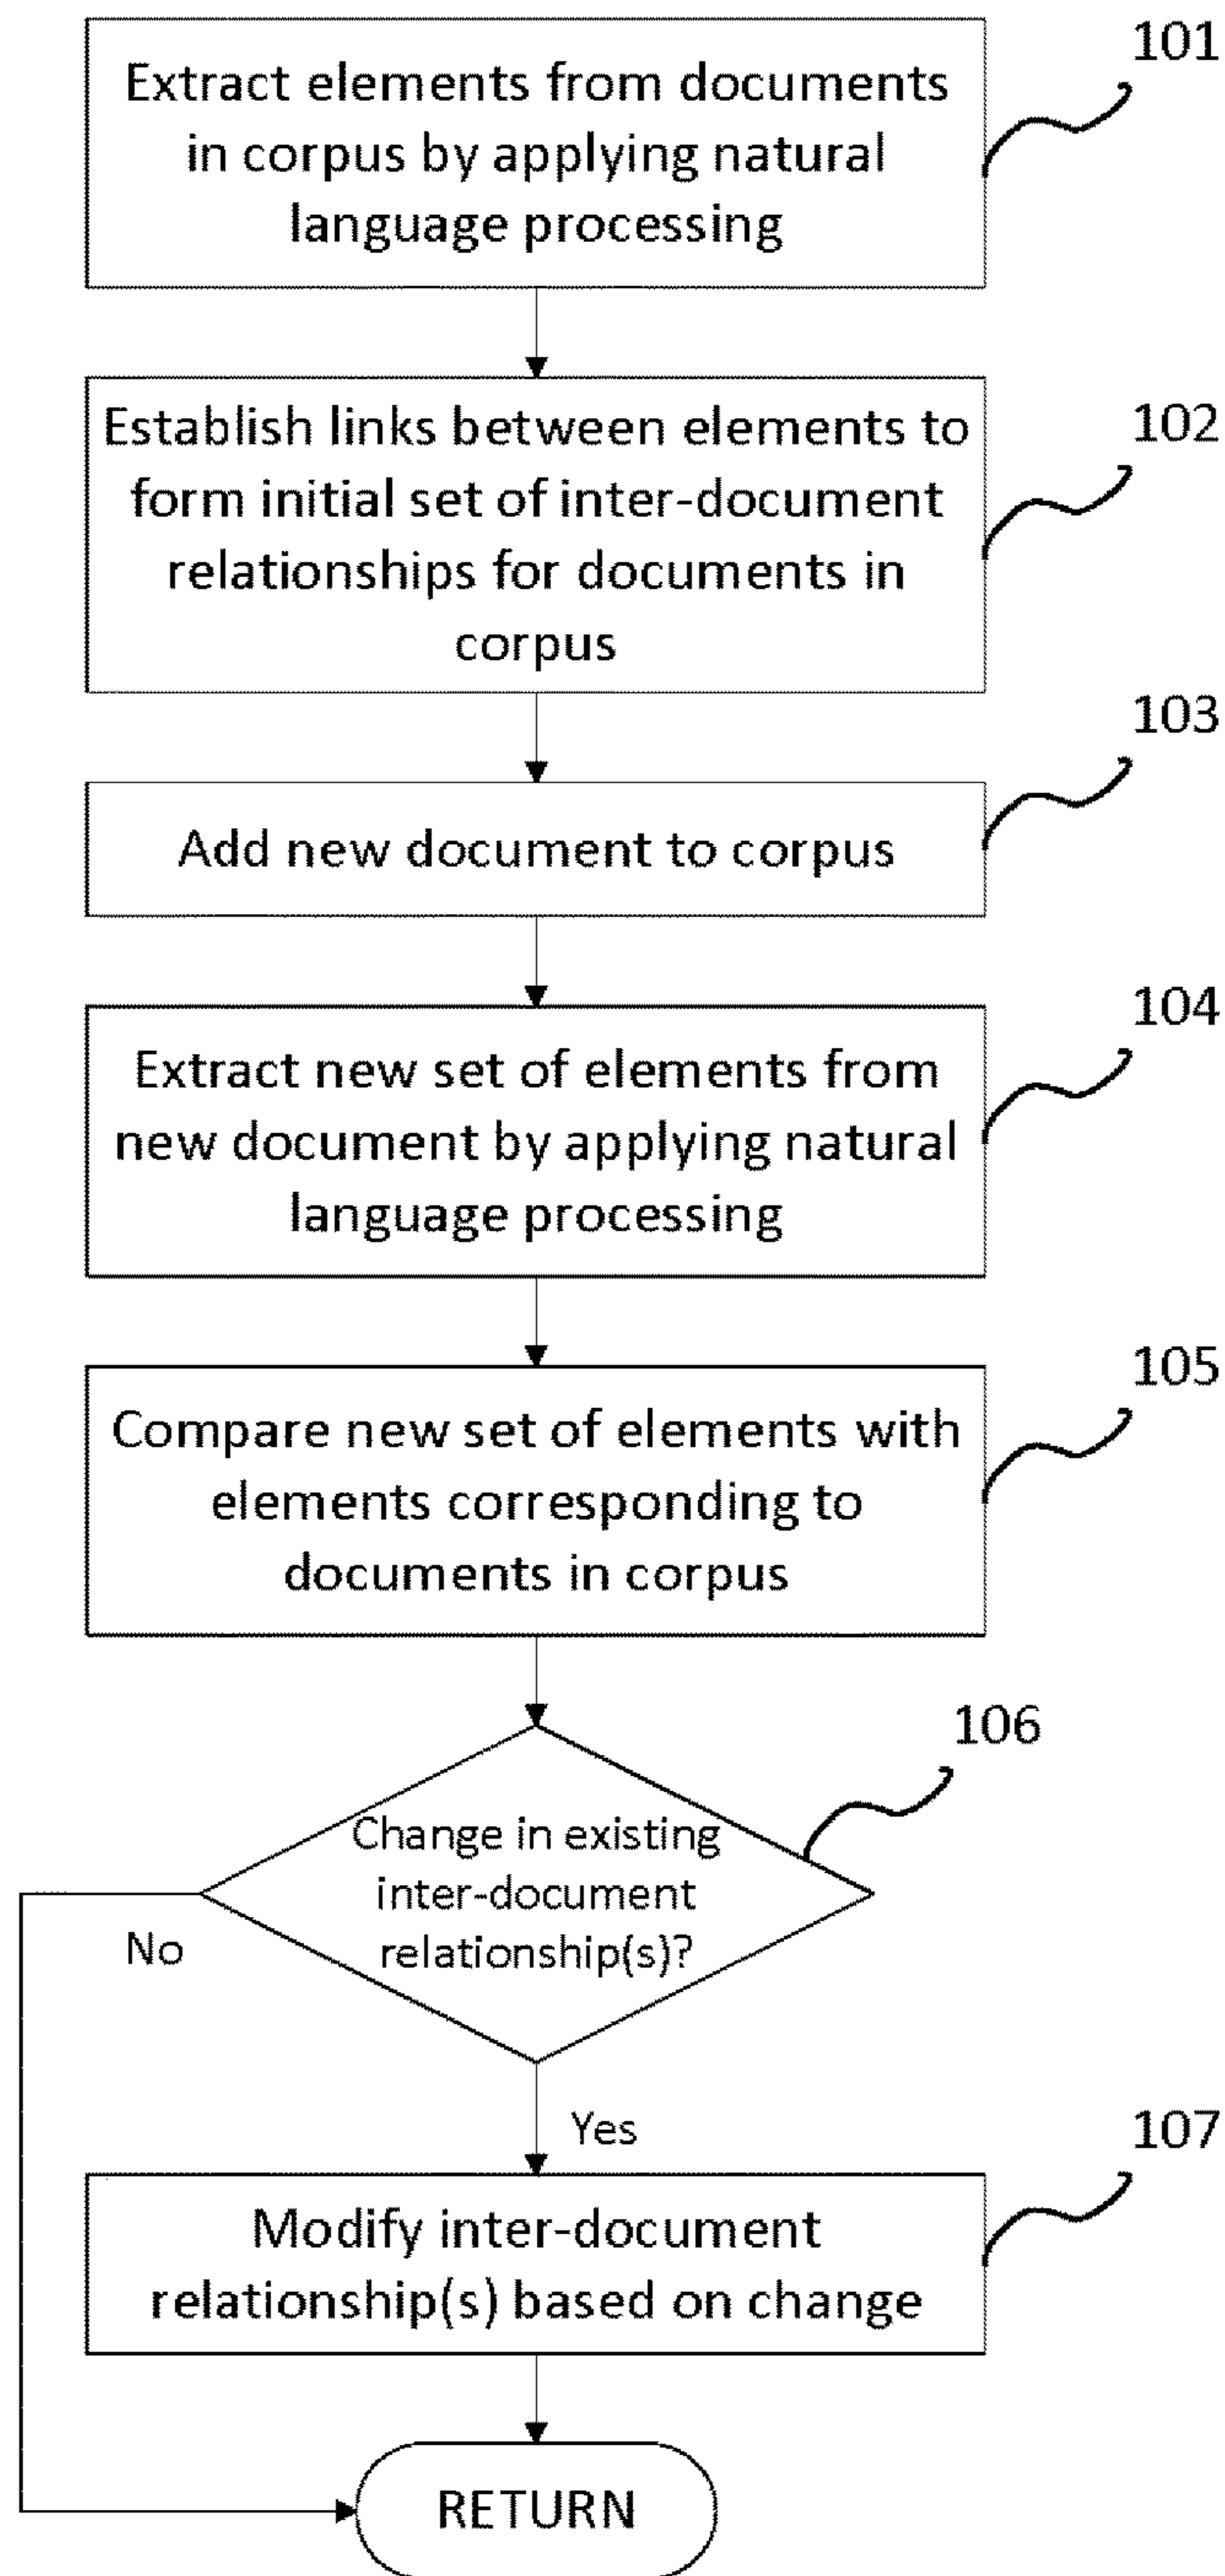 101
Extract elements from documents
in corpus by applying natural
language processing
102
Establish links between elements to
form initial set of inter-document
relationships for documents in
corpus
103
Add new document to corpus
104
Extract new set of elements from
new document by applying natural
language processing
105
Compare new set of elements with
elements corresponding to
documents in corpus
106
Change in existing
inter-document
relationship(s)?
No
Yes
107
Modify inter-document
relationship(s) based on change
RETURN